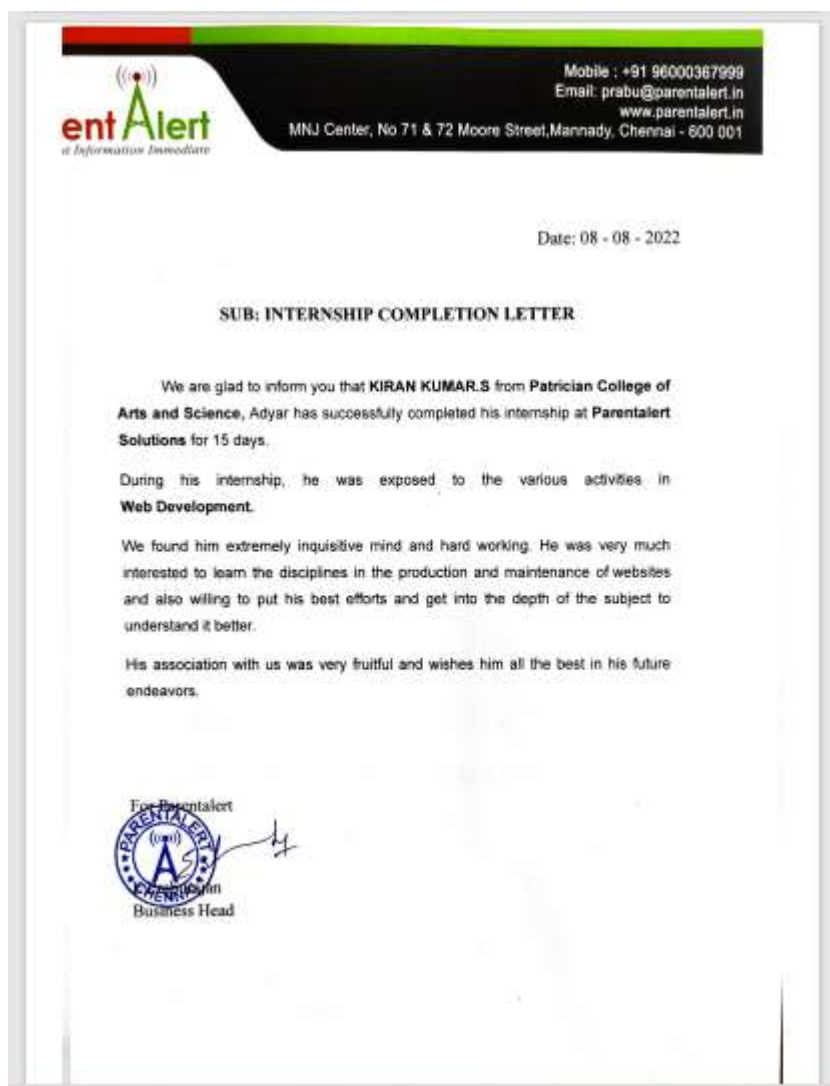 Mobile : +91 96000367999
Email: prabu@parentalert.in
www.parentalert.in
MNJ Center, No 71 & 72 Moore Street,Mannady, Chennai - 600 001
ent Alert
t Information Immediate
Date: 08 - 08 - 2022
SUB: INTERNSHIP COMPLETION LETTER
We are glad to inform you that KIRAN KUMAR.S from Patrician College of
Arts and Science, Adyar has successfully completed his internship at Parentalert
Solutions for 15 days.
During his internship, he was exposed to the various activities in
Web Development.
We found him extremely inquisitive mind and hard working. He was very much
interested to learn the disciplines in the production and maintenance of websites
and also willing to put his best efforts and get into the depth of the subject to
understand it better.
His association with us was very fruitful and wishes him all the best in his future
endeavors.
For Parentalert
PARENTALERT
A
CHENNAI
Business Head